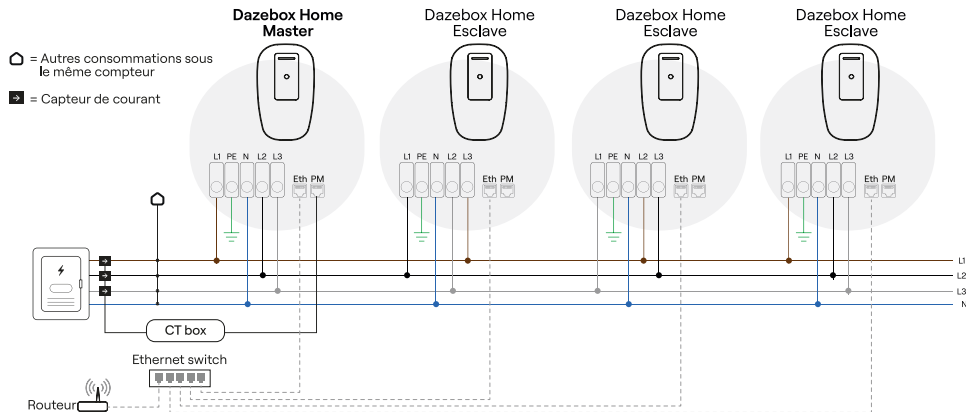 Dazebox Home
Master
Dazebox Home
Esclave
Dazebox Home
Esclave
Dazebox Home
Esclave
= Autres consommations sous
le même compteur
= Capteur de courant
L1 PE N L2 L3
Eth PM
L1 PE N L2 L3
Eth PM
L1 PE N L2 L3
Eth PM
L1 PE N L2 L3
Eth PM
L1
L2
L3
N
CT box
Ethernet switch
Routeur